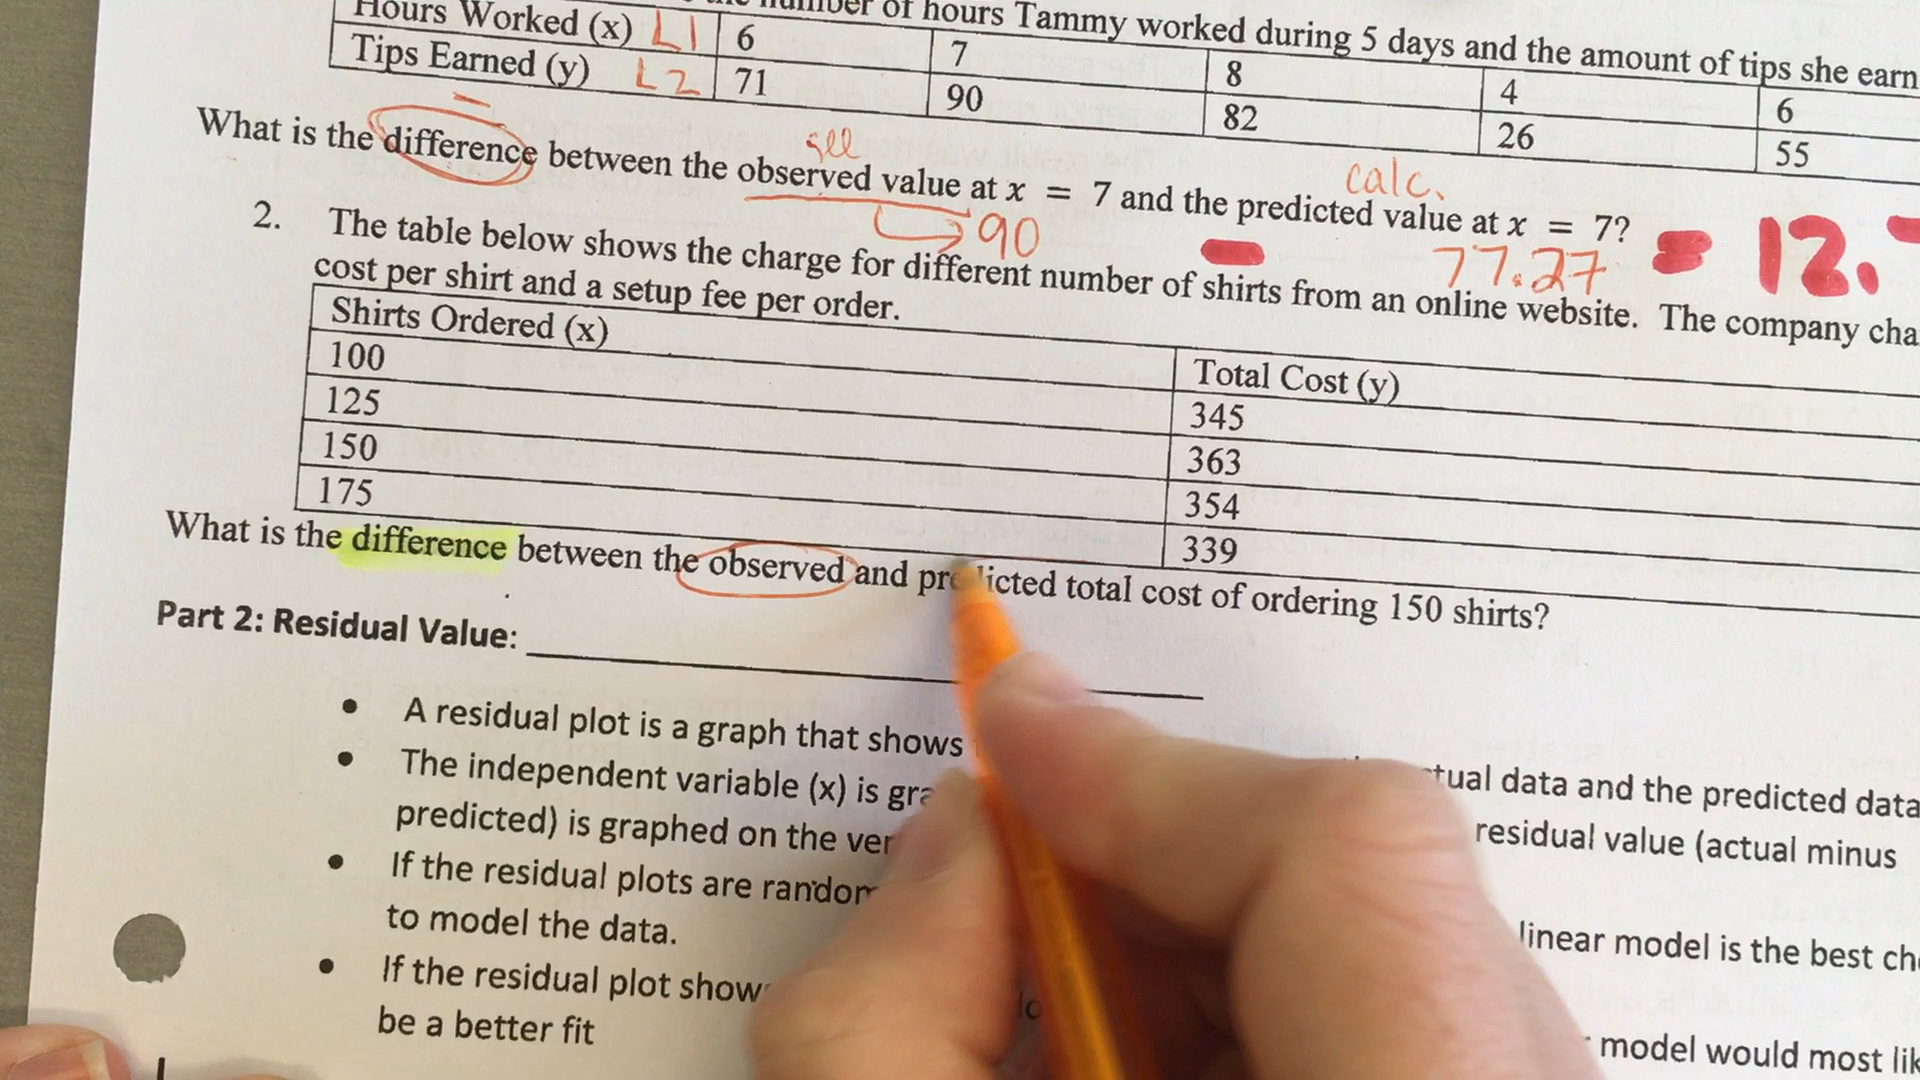 number of hours Tammy worked during 5 days and the amount of tips she earn
Hours Worked (x) L1 6 7 8 4 6
Tips Earned (y) L2 71 90 82 26 55
see
calc.
What is the difference between the observed value at x = 7 and the predicted value at x = 7?
90 - 77.27 = 12.
2. The table below shows the charge for different number of shirts from an online website. The company cha
cost per shirt and a setup fee per order.
Shirts Ordered (x) Total Cost (y)
100 345
125 363
150 354
175 339
What is the difference between the observed and predicted total cost of ordering 150 shirts?
Part 2: Residual Value:
• A residual plot is a graph that shows tual data and the predicted data
• The independent variable (x) is gra residual value (actual minus
predicted) is graphed on the ver
• If the residual plots are random linear model is the best ch
to model the data.
• If the residual plot show model would most lik
be a better fit